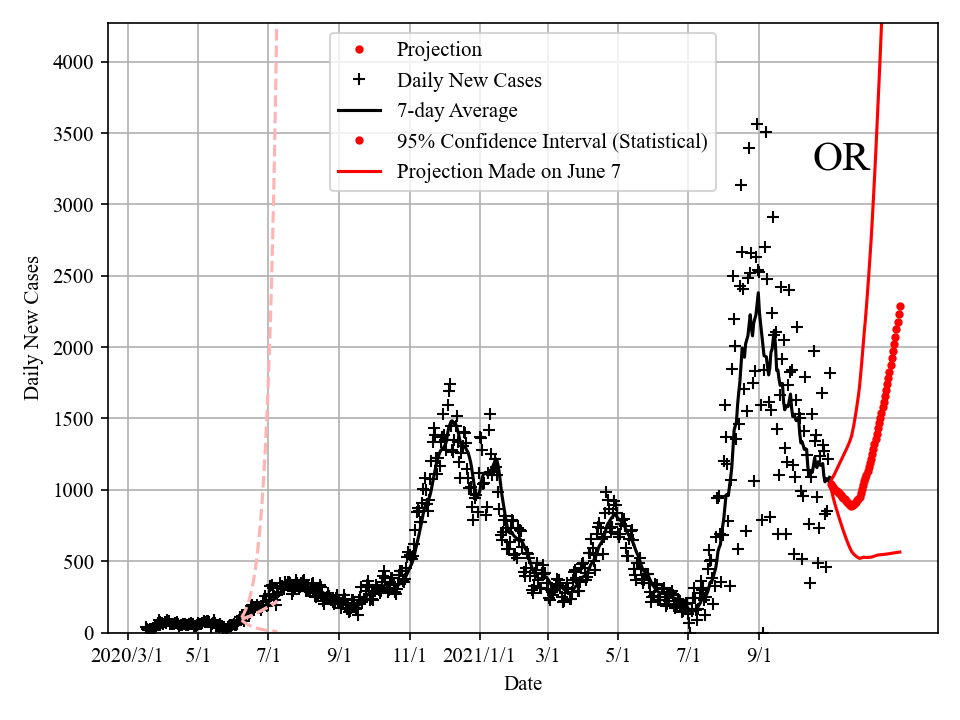 4000
3500
3000
2500
2000
1500
1000
500
0
Daily New Cases
Projection
Daily New Cases
7-day Average
95% Confidence Interval (Statistical)
Projection Made on June 7
OR
2020/3/1 5/1 7/1 9/1 11/1 2021/1/1 3/1 5/1 7/1 9/1
Date